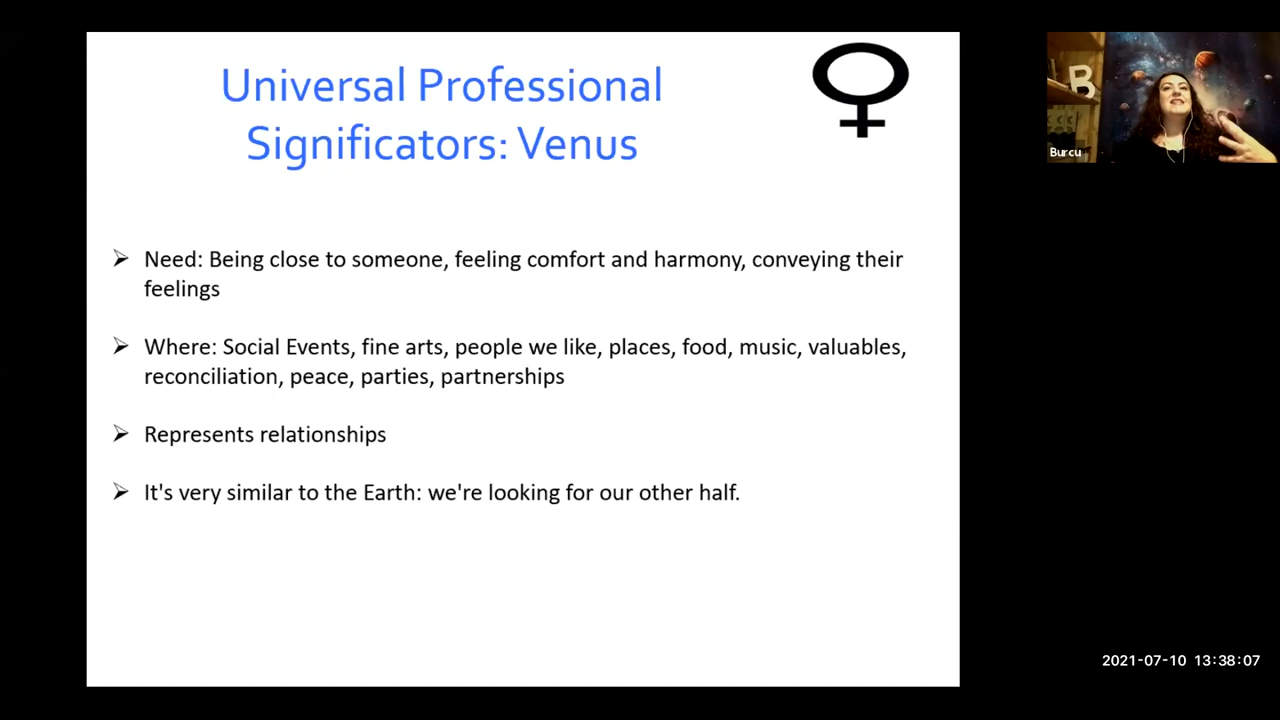 Universal Professional
Significators: Venus
➢ Need: Being close to someone, feeling comfort and harmony, conveying their
feelings
➢ Where: Social Events, fine arts, people we like, places, food, music, valuables,
reconciliation, peace, parties, partnerships
➢ Represents relationships
➢ It's very similar to the Earth: we're looking for our other half.
B
Burcu
2021-07-10 13:38:07